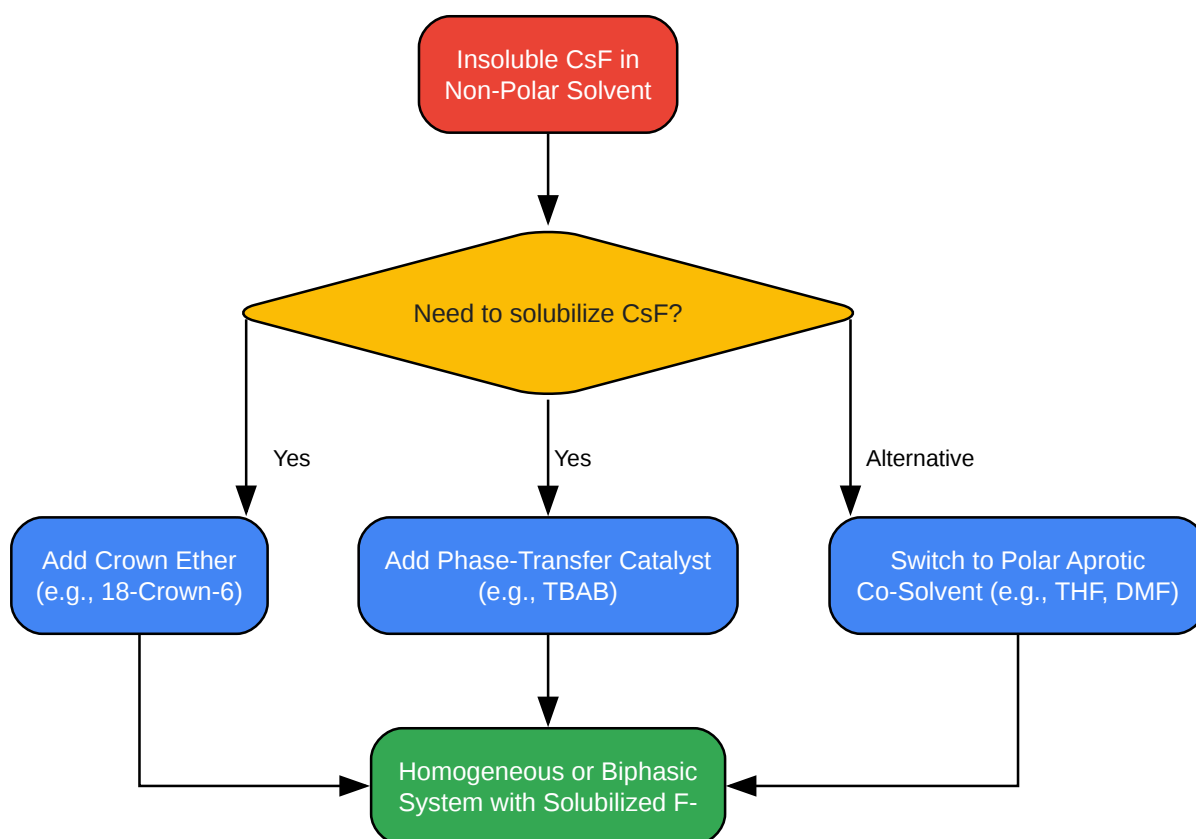 Insoluble CsF in
Non-Polar Solvent
Need to solubilize CsF?
Yes
Yes
Alternative
Add Crown Ether
(e.g., 18-Crown-6)
Add Phase-Transfer Catalyst
(e.g., TBAB)
Switch to Polar Aprotic
Co-Solvent (e.g., THF, DMF)
Homogeneous or Biphasic
System with Solubilized F-